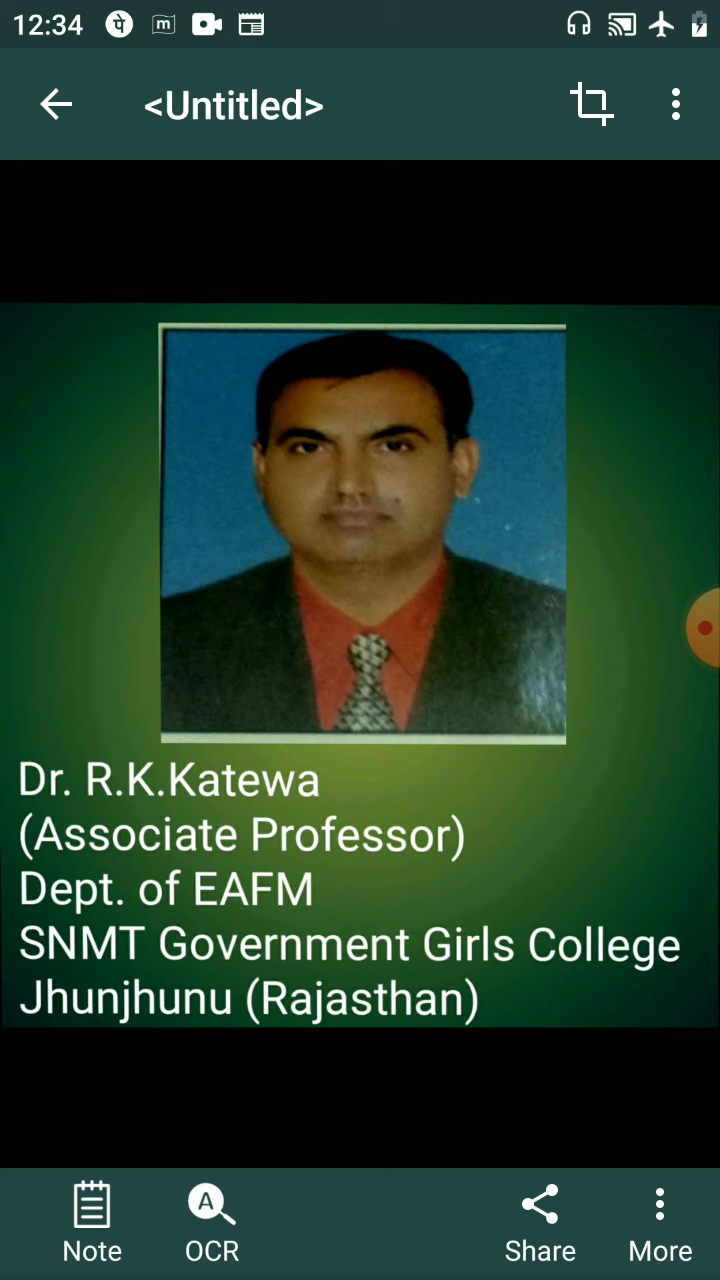 12:34
<Untitled>
Dr. R.K.Katewa
(Associate Professor)
Dept. of EAFM
SNMT Government Girls College
Jhunjhunu (Rajasthan)
Note OCR Share More